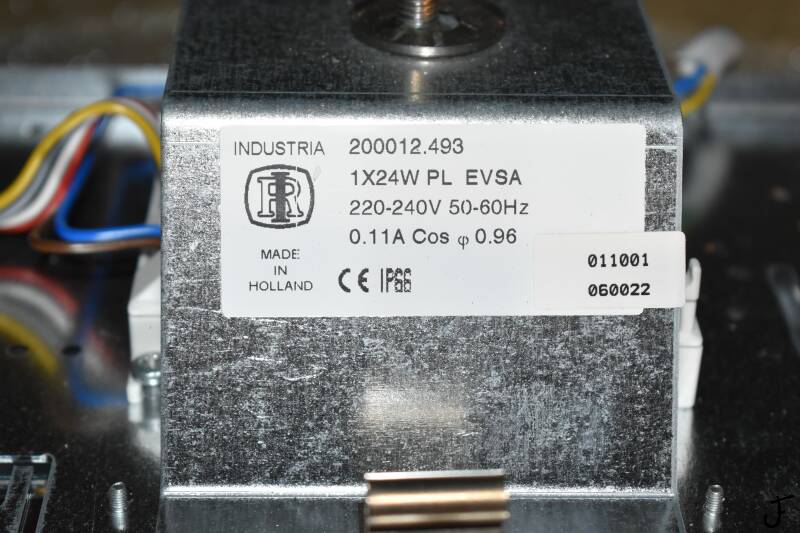 INDUSTRIA
MADE
IN
HOLLAND
200012.493
1X24W PL EVSA
220-240V 50-60Hz
0.11A Cos φ 0.96
CE IP66
011001
060022